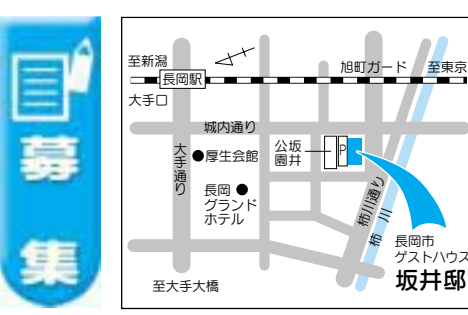 募集
至新潟
長岡駅
大手口
旭町ガード
至東京
城内通り
大手通り
厚生会館
坂井
公園
P
長岡
グランド
ホテル
柿川通り
柿川
至大手大橋
長岡市
ゲストハウス
坂井邸